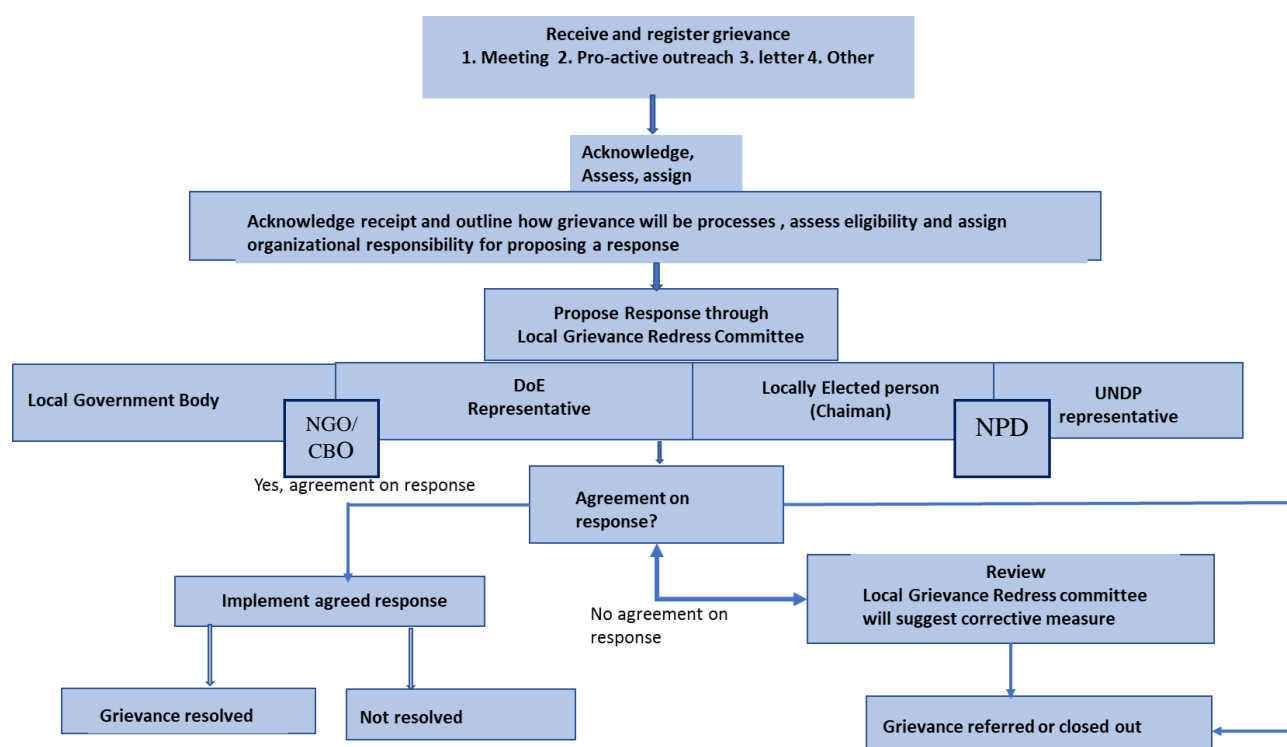 Receive and register grievance
1. Meeting  2. Pro-active outreach 3. letter 4. Other
Acknowledge,
Assess, assign
Acknowledge receipt and outline how grievance will be processes , assess eligibility and assign
organizational responsibility for proposing a response
Propose Response through
Local Grievance Redress Committee
Local Government Body
NGO/
CBO
DoE
Representative
Locally Elected person
(Chaiman)
NPD
UNDP
representative
Yes, agreement on response
Agreement on
response?
Implement agreed response
No agreement on
response
Review
Local Grievance Redress committee
will suggest corrective measure
Grievance resolved
Not resolved
Grievance referred or closed out